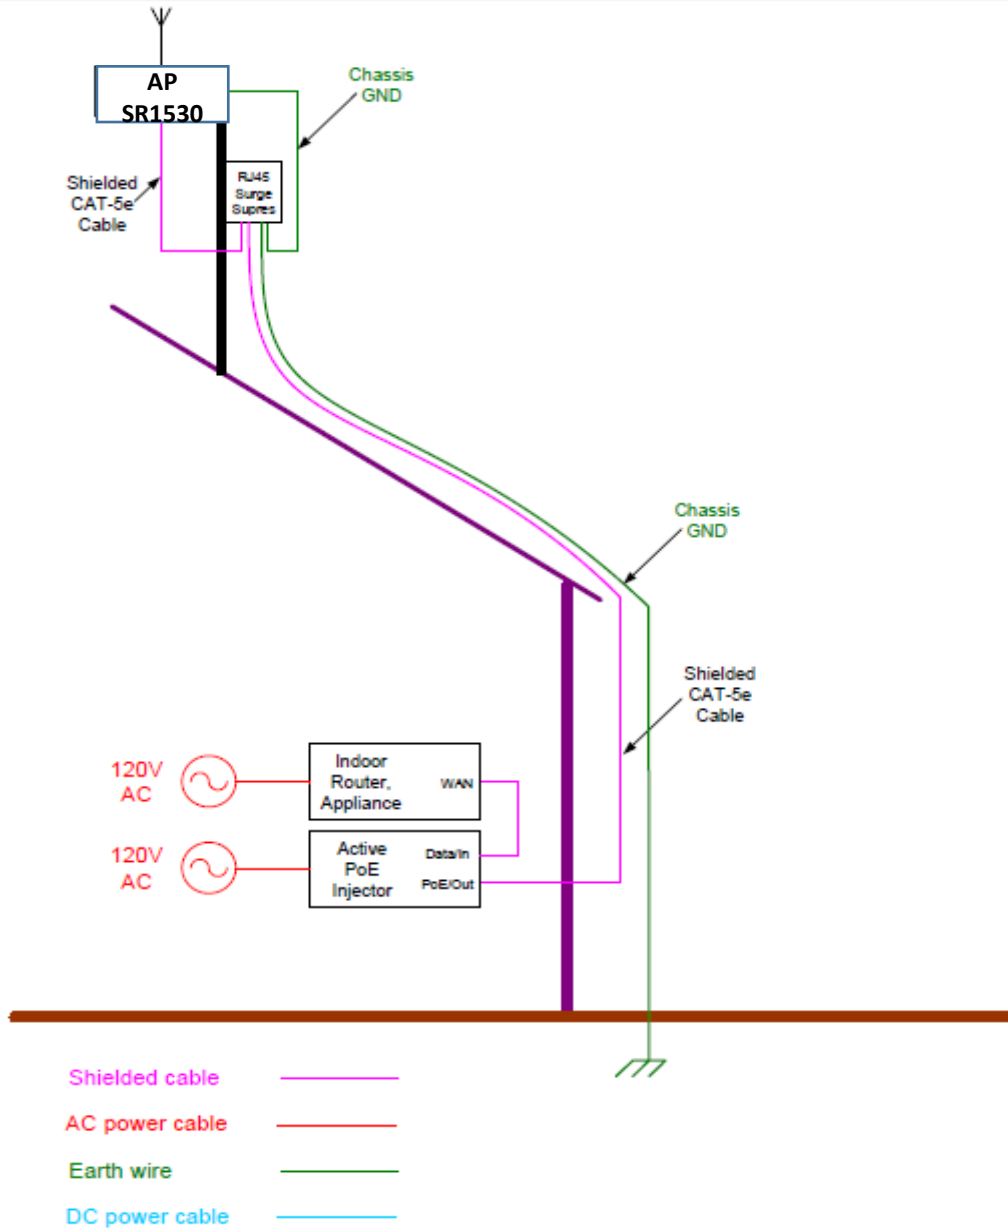 AP
SR1530
Chassis
GND
Shielded
CAT-5e
Cable
RJ45
Surge
Supres
Chassis
GND
Shielded
CAT-5e
Cable
120V
AC
Indoor
Router,
Appliance
WAN
120V
AC
Active
PoE
Injector
Data/In
PoE/Out
Shielded cable
AC power cable
Earth wire
DC power cable